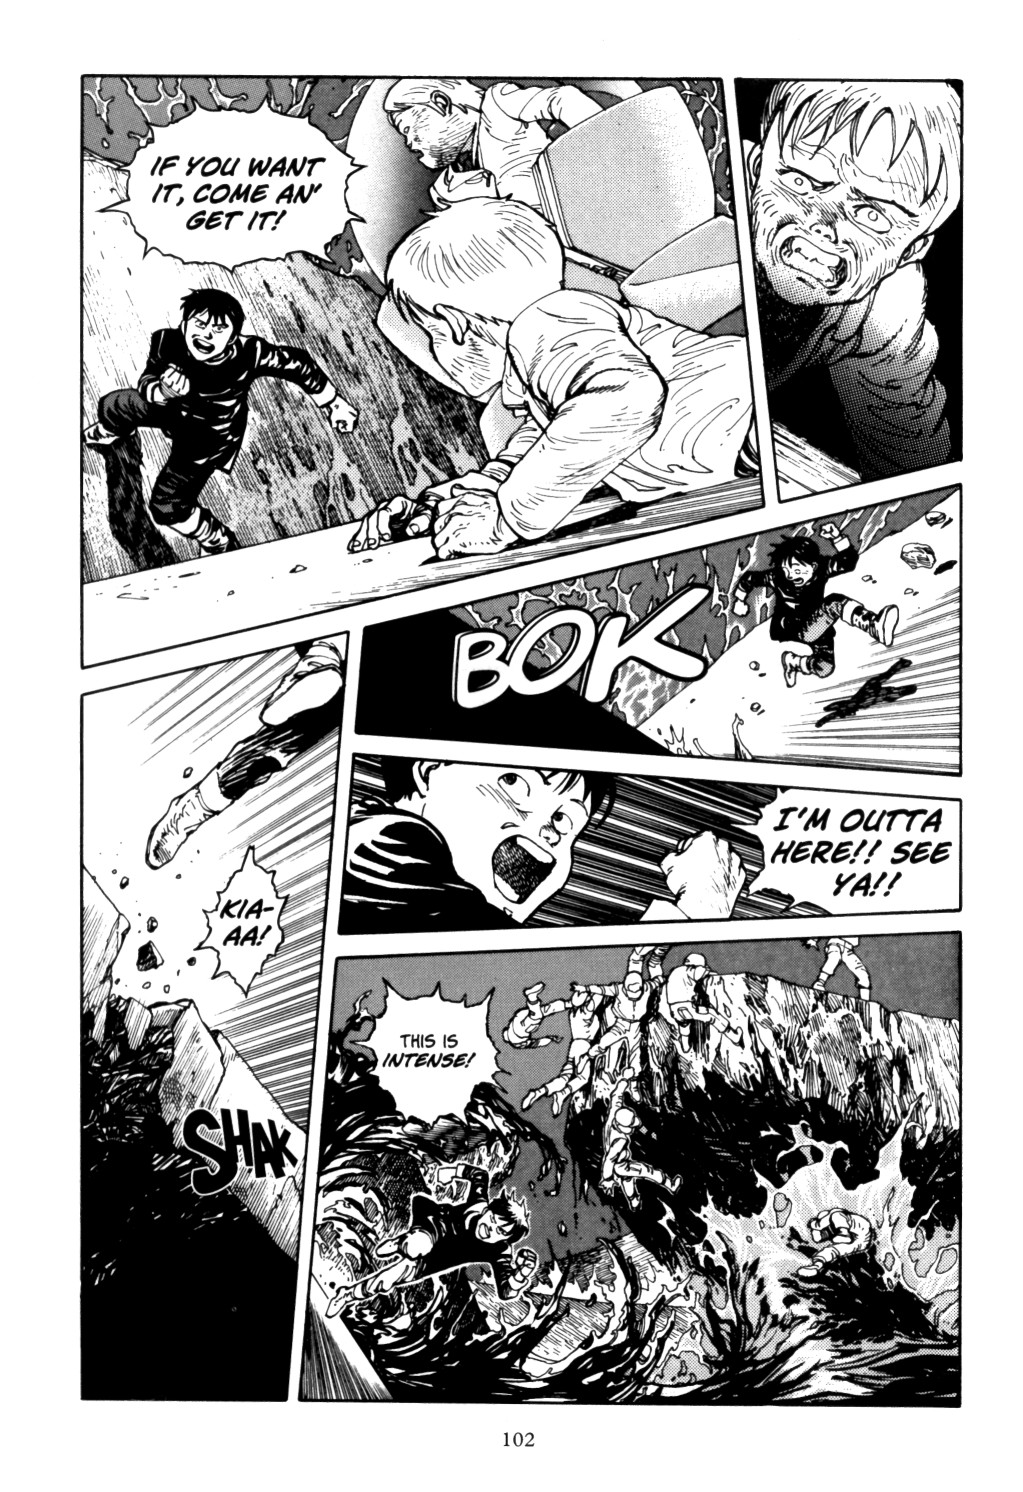 IF YOU WANT
IT, COME AN'
GET IT!
BOK
KIA-
AA!
I'M OUTTA
HERE!! SEE
YA!!
SHAK
THIS IS
INTENSE!
102